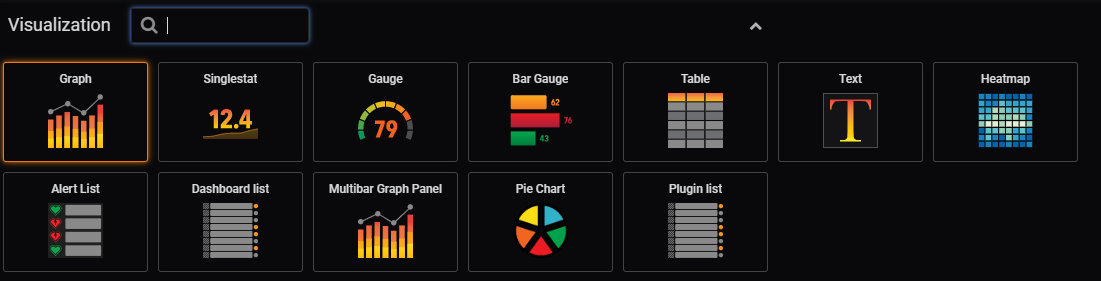 Visualization
Graph
Singlestat
Gauge
Bar Gauge
Table
Text
Heatmap
12.4
79
62
76
43
T
Alert List
Dashboard list
Multibar Graph Panel
Pie Chart
Plugin list